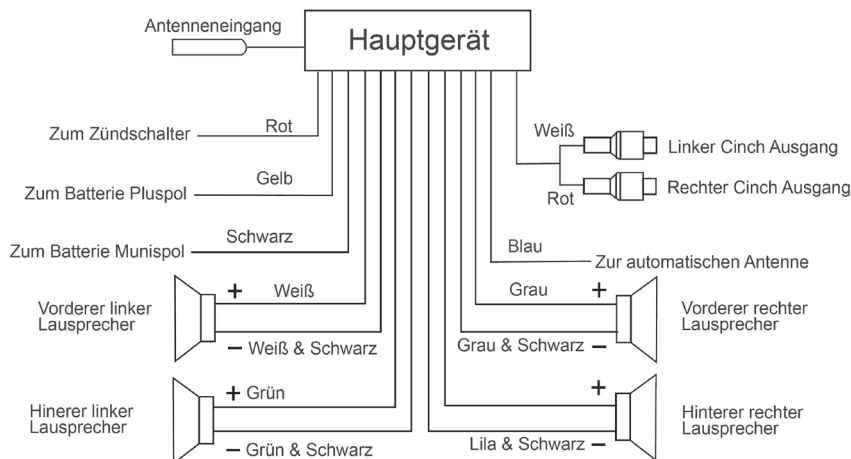 Antenneneingang
Hauptgerät
Zum Zündschalter
Rot
Weiß
Linker Cinch Ausgang
Zum Batterie Pluspol
Gelb
Rot
Rechter Cinch Ausgang
Zum Batterie Munispol
Schwarz
Blau
Zur automatischen Antenne
Vorderer linker
Lausprecher
+ Weiß
– Weiß & Schwarz
Grau +
Grau & Schwarz –
Vorderer rechter
Lausprecher
Hinerer linker
Lausprecher
+ Grün
– Grün & Schwarz
+
Lila & Schwarz –
Hinterer rechter
Lausprecher